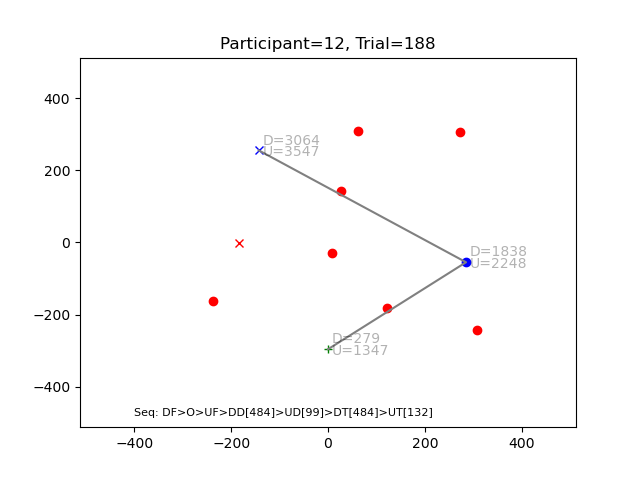 Participant=12, Trial=188
400
200
0
−200
−400
D=3064
U=3547
D=1838
U=2248
D=279
U=1347
Seq: DF>O>UF>DD[484]>UD[99]>DT[484]>UT[132]
−400
−200
0
200
400